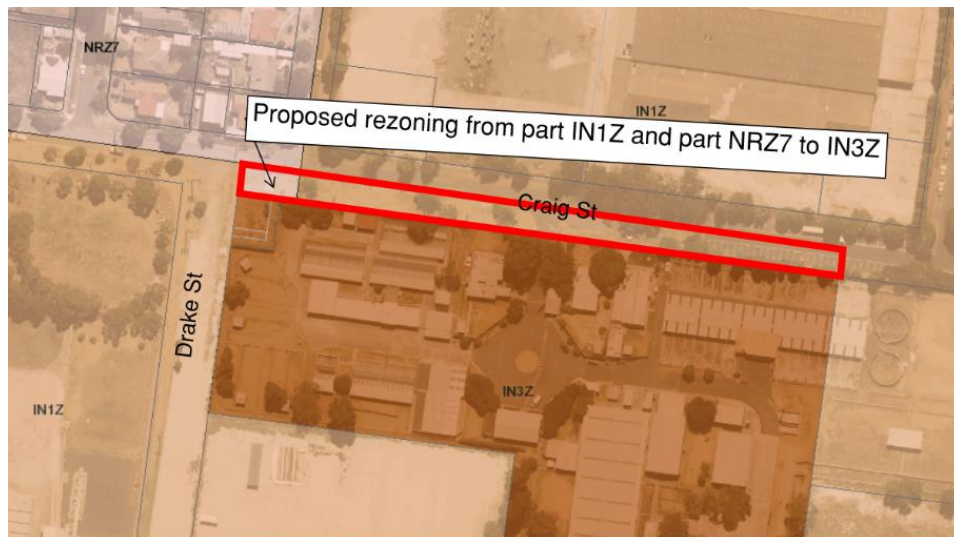 NRZ7
IN1Z
Proposed rezoning from part IN1Z and part NRZ7 to IN3Z
Craig St
Drake St
IN3Z
IN1Z